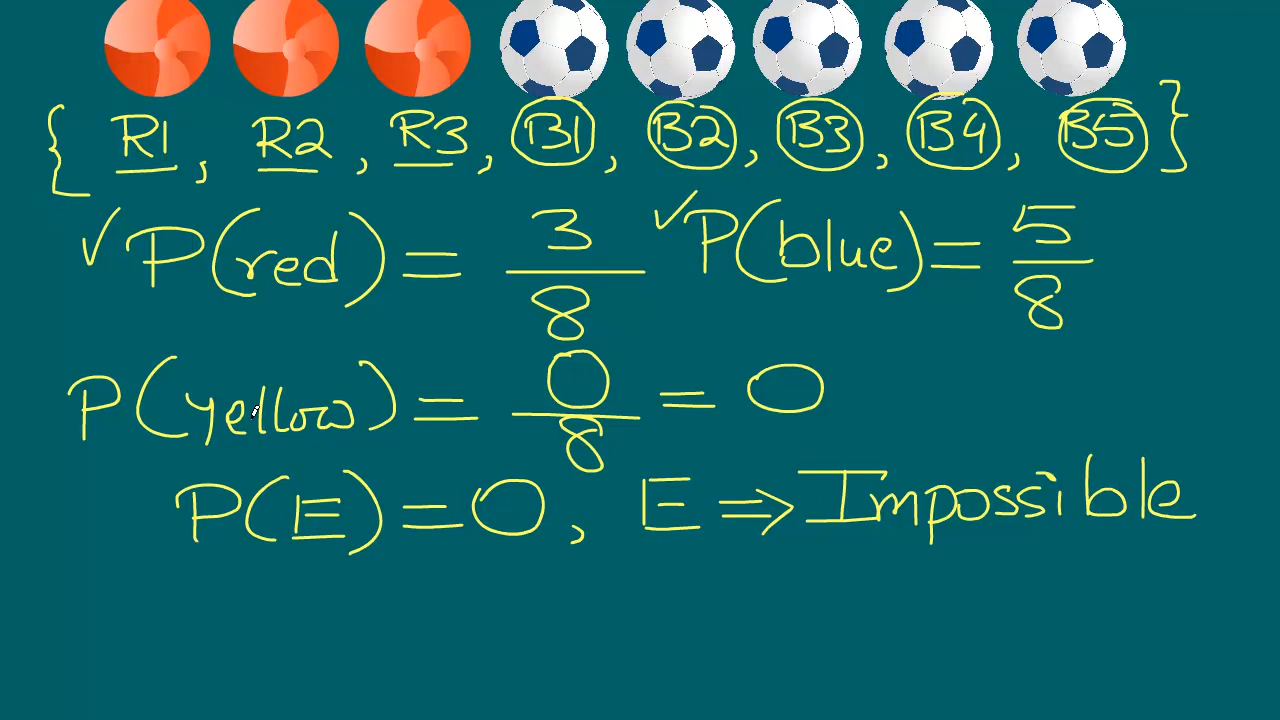 { R1, R2, R3, B1, B2, B3, B4, B5 }
✓ P(red) = 3/8 ✓ P(blue) = 5/8
P(yellow) = 0/8 = 0
P(E) = 0, E ⇒ Impossible